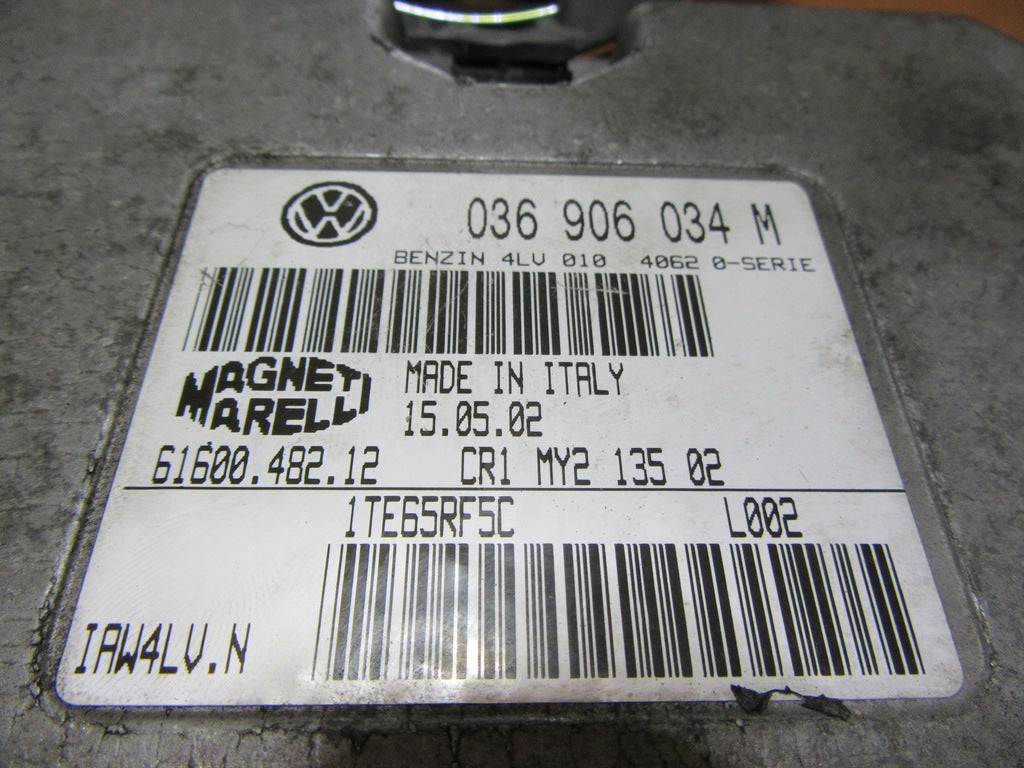 036 906 034 M
BENZIN 4LV 010 4062 0-SERIE
MAGNETI
MARELLI
MADE IN ITALY
15.05.02
61600.482.12 CR1 MY2 135 02
1TE65RF5C L002
IAW4LV.N